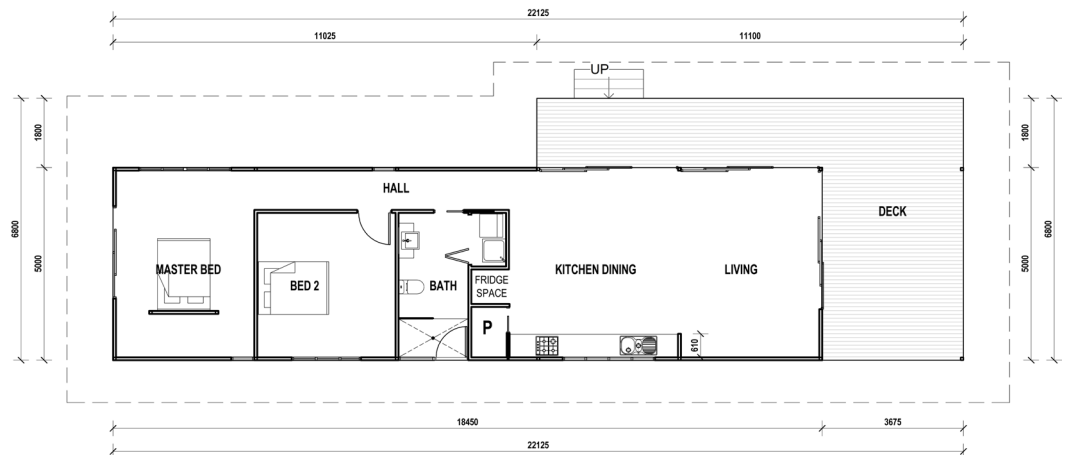 22125
11025
11100
UP
1800
6800
5000
HALL
DECK
MASTER BED
BED 2
BATH
FRIDGE
SPACE
P
KITCHEN DINING
LIVING
610
1800
5000
6800
18450
3675
22125